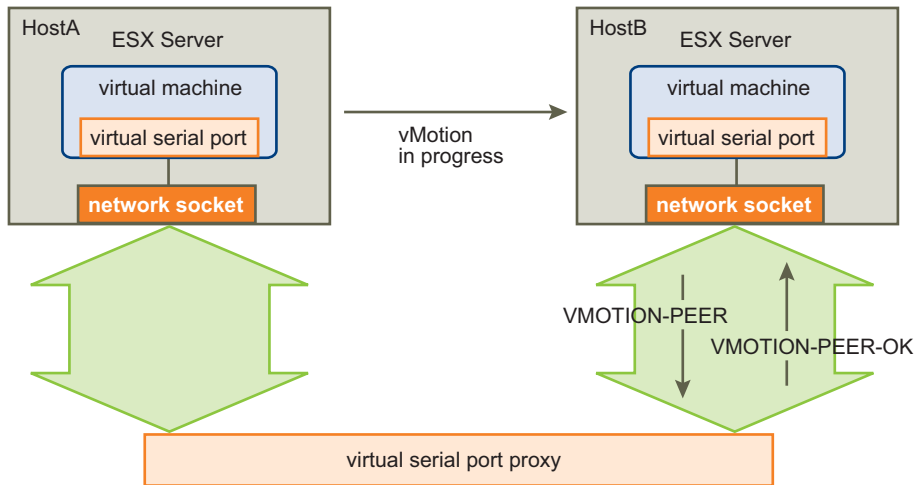 HostA
ESX Server
virtual machine
virtual serial port
network socket
vMotion
in progress
HostB
ESX Server
virtual machine
virtual serial port
network socket
VMOTION-PEER
VMOTION-PEER-OK
virtual serial port proxy